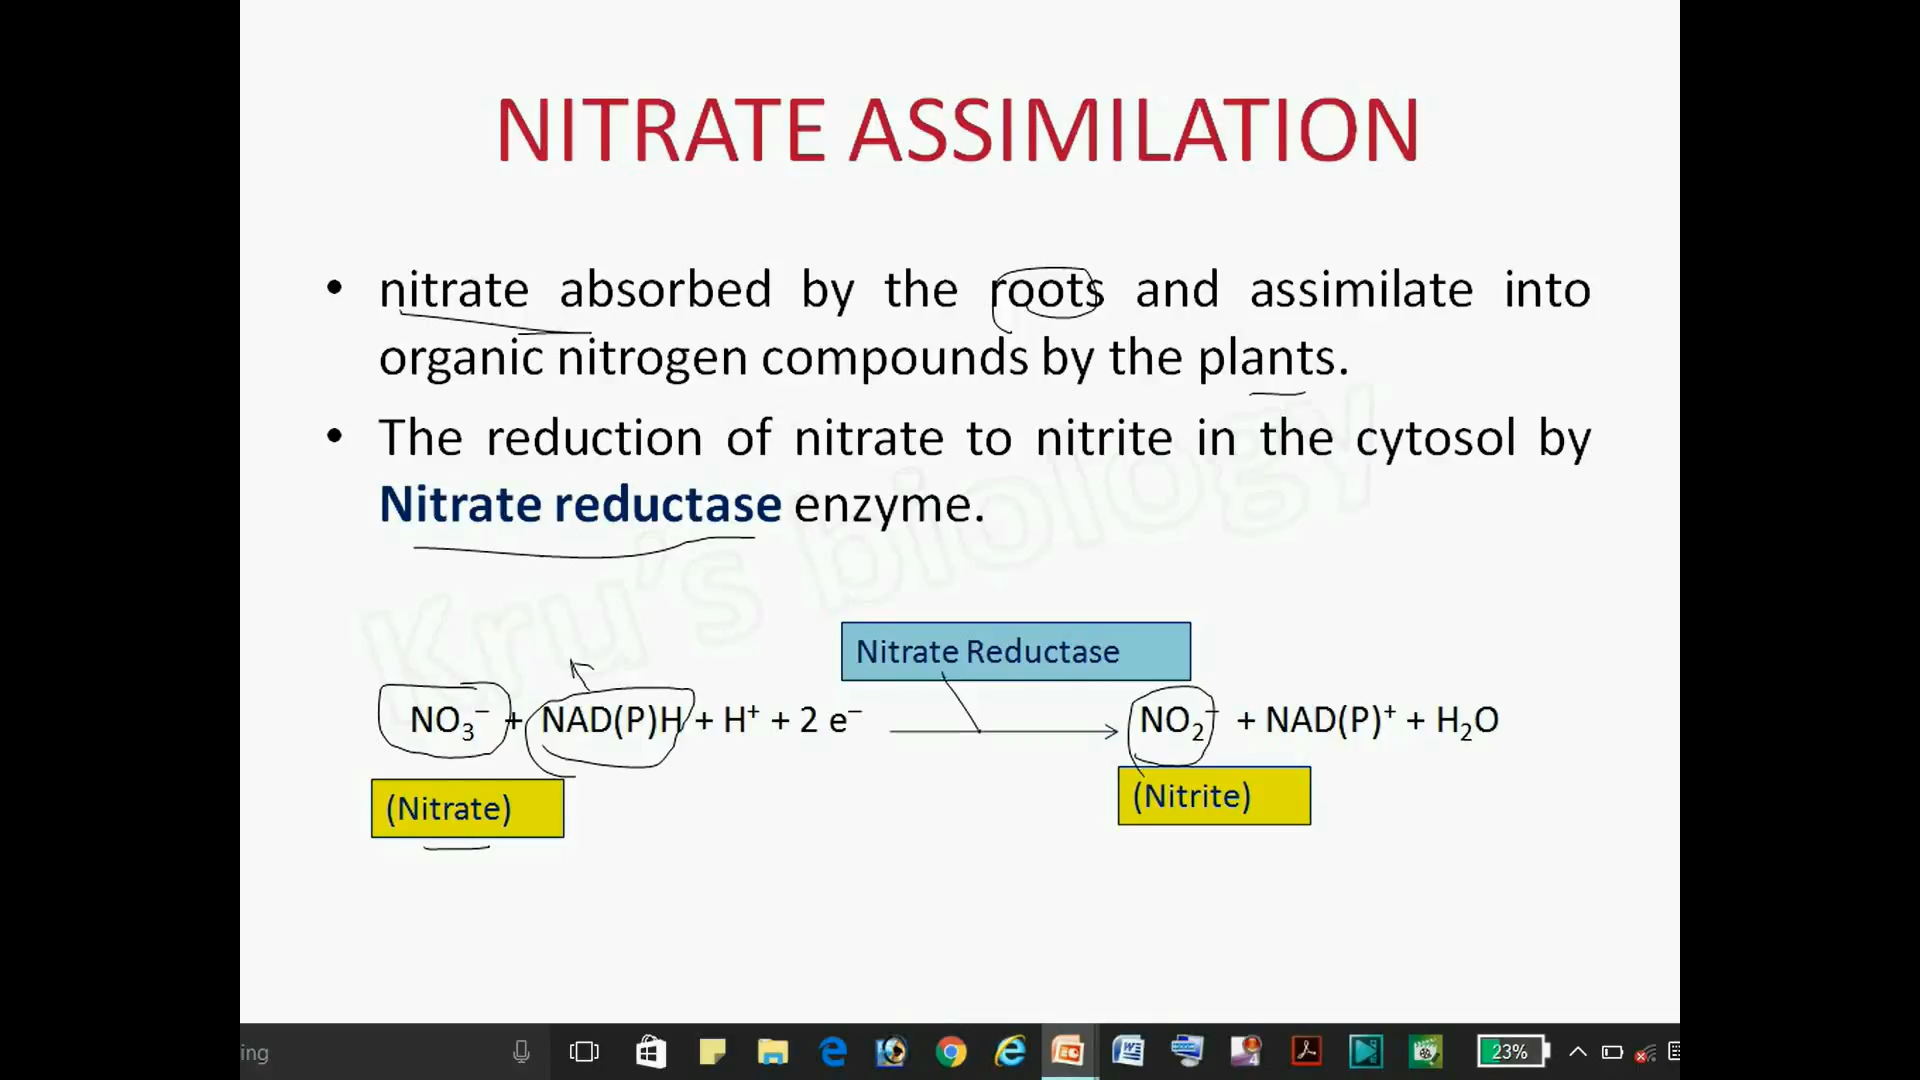 NITRATE ASSIMILATION
• nitrate absorbed by the roots and assimilate into
organic nitrogen compounds by the plants.
• The reduction of nitrate to nitrite in the cytosol by
Nitrate reductase enzyme.
Kru's biology
Nitrate Reductase
NO₃⁻ + NAD(P)H + H⁺ + 2 e⁻ → NO₂⁻ + NAD(P)⁺ + H₂O
(Nitrate) (Nitrite)
ing
23%